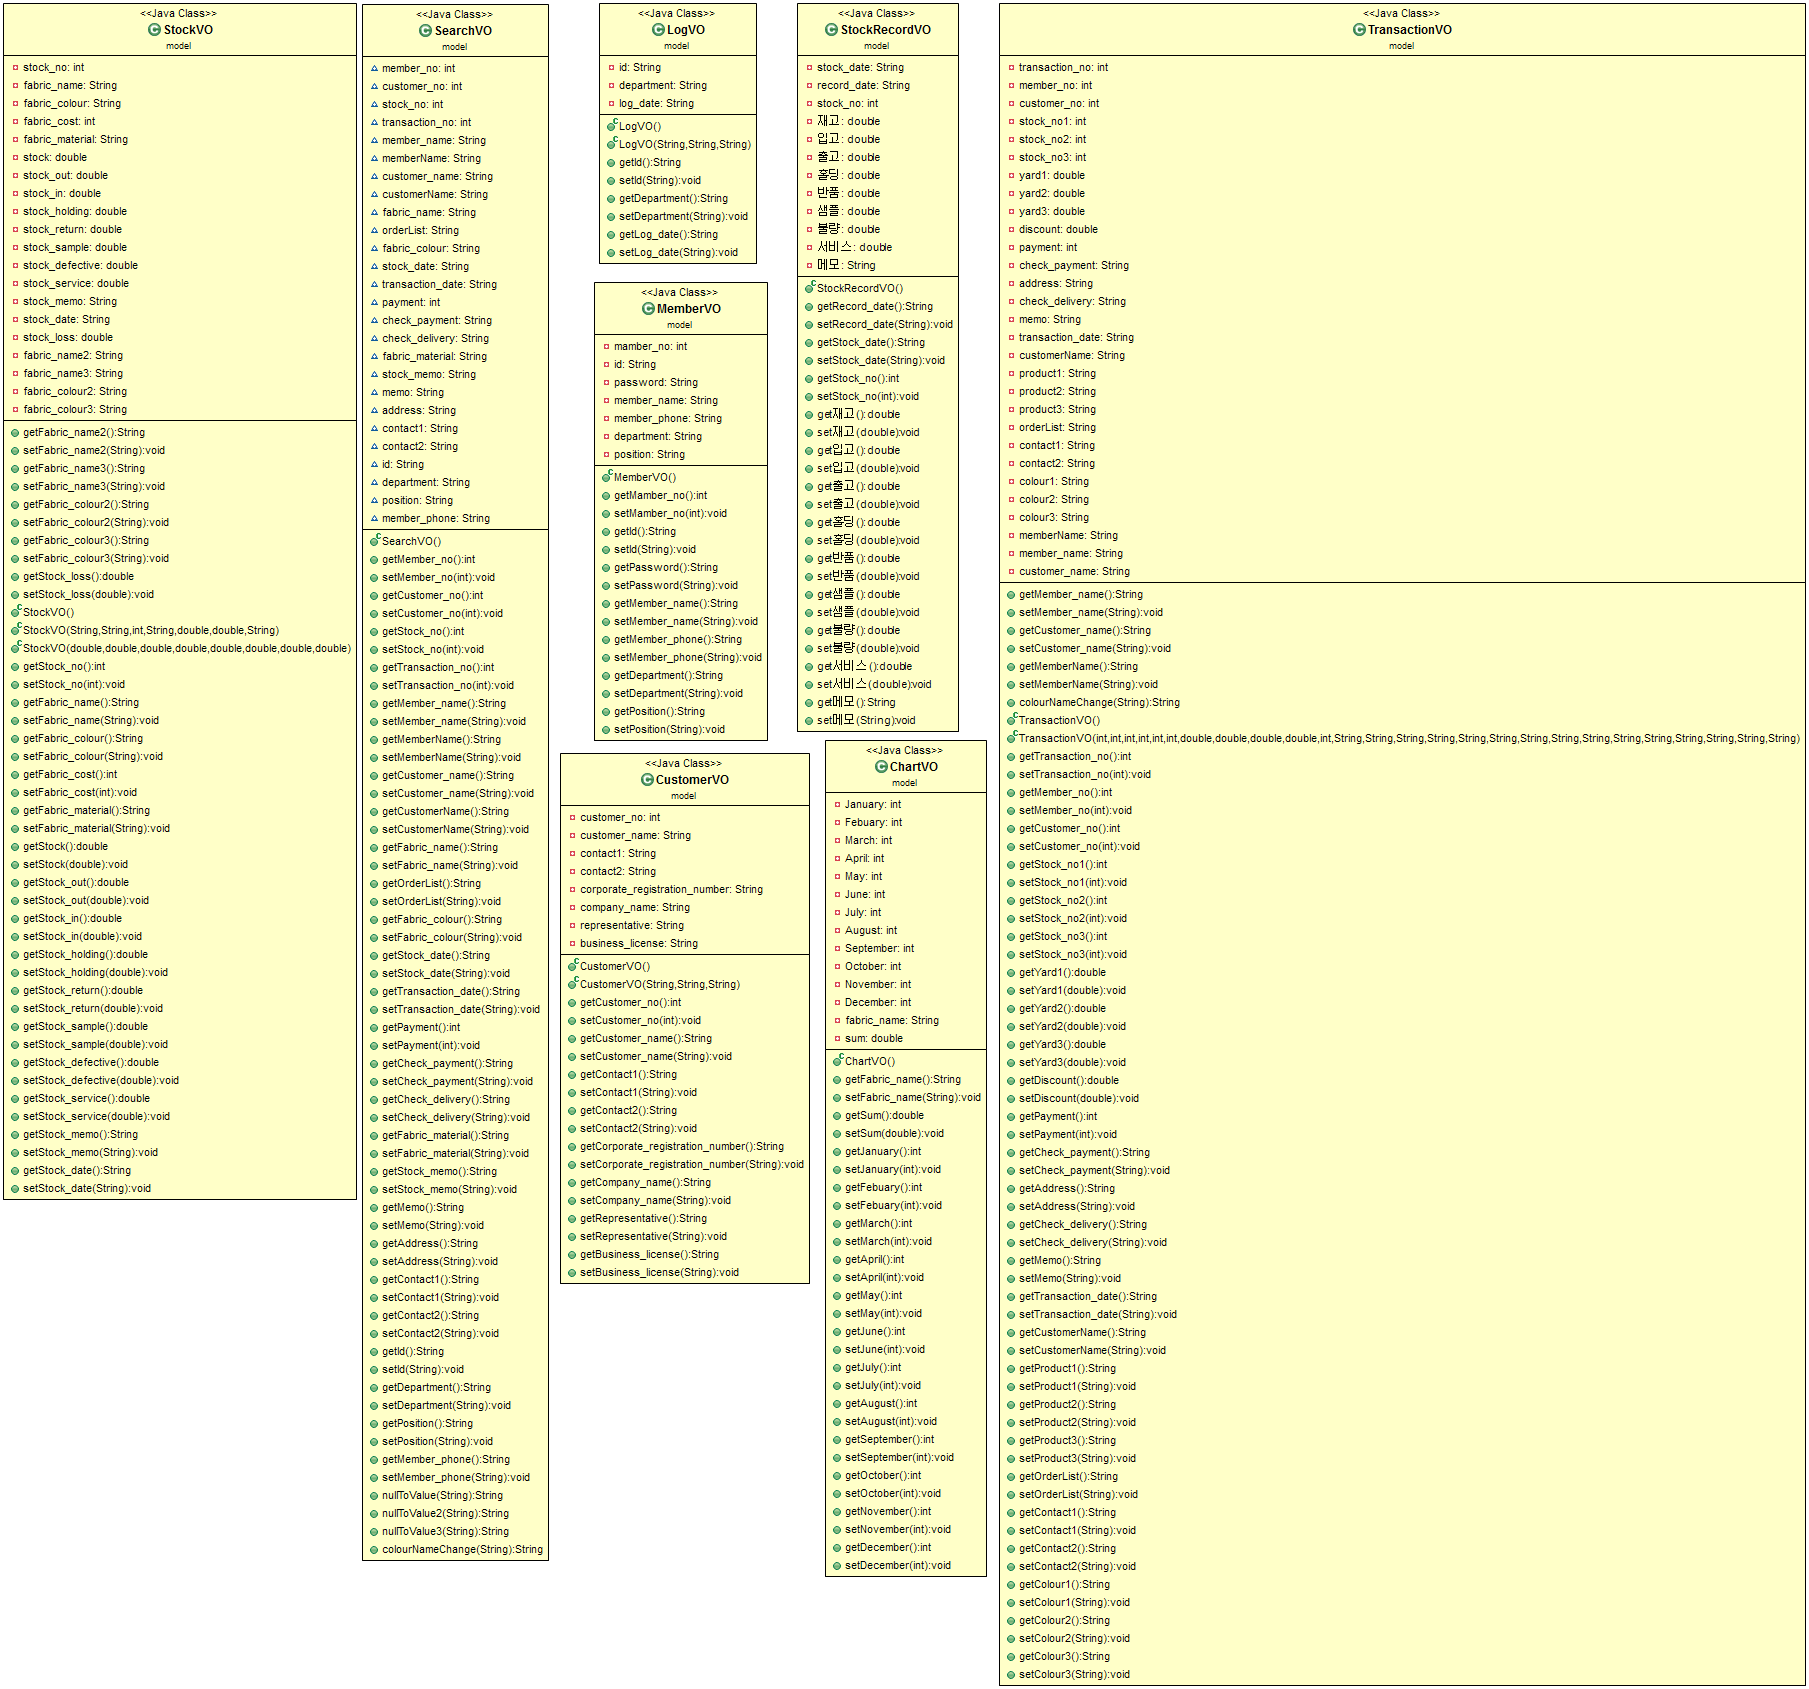 <<Java Class>>
StockVO
model
stock_no: int
fabric_name: String
fabric_colour: String
fabric_cost: int
fabric_material: String
stock: double
stock_out: double
stock_in: double
stock_holding: double
stock_return: double
stock_sample: double
stock_defective: double
stock_service: double
stock_memo: String
stock_date: String
stock_loss: double
fabric_name2: String
fabric_name3: String
fabric_colour2: String
fabric_colour3: String
getFabric_name2():String
setFabric_name2(String):void
getFabric_name3():String
setFabric_name3(String):void
getFabric_colour2():String
setFabric_colour2(String):void
getFabric_colour3():String
setFabric_colour3(String):void
getStock_loss():double
setStock_loss(double):void
StockVO()
StockVO(String,String,int,String,double,double,String)
StockVO(double,double,double,double,double,double,double,double)
getStock_no():int
setStock_no(int):void
getFabric_name():String
setFabric_name(String):void
getFabric_colour():String
setFabric_colour(String):void
getFabric_cost():int
setFabric_cost(int):void
getFabric_material():String
setFabric_material(String):void
getStock():double
setStock(double):void
getStock_out():double
setStock_out(double):void
getStock_in():double
setStock_in(double):void
getStock_holding():double
setStock_holding(double):void
getStock_return():double
setStock_return(double):void
getStock_sample():double
setStock_sample(double):void
getStock_defective():double
setStock_defective(double):void
getStock_service():double
setStock_service(double):void
getStock_memo():String
setStock_memo(String):void
getStock_date():String
setStock_date(String):void
<<Java Class>>
SearchVO
model
member_no: int
customer_no: int
stock_no: int
transaction_no: int
member_name: String
memberName: String
customer_name: String
customerName: String
fabric_name: String
orderList: String
fabric_colour: String
stock_date: String
transaction_date: String
payment: int
check_payment: String
check_delivery: String
fabric_material: String
stock_memo: String
memo: String
address: String
contact1: String
contact2: String
id: String
department: String
position: String
member_phone: String
SearchVO()
getMember_no():int
setMember_no(int):void
getCustomer_no():int
setCustomer_no(int):void
getStock_no():int
setStock_no(int):void
getTransaction_no():int
setTransaction_no(int):void
getMember_name():String
setMember_name(String):void
getMemberName():String
setMemberName(String):void
getCustomer_name():String
setCustomer_name(String):void
getCustomerName():String
setCustomerName(String):void
getFabric_name():String
setFabric_name(String):void
getOrderList():String
setOrderList(String):void
getFabric_colour():String
setFabric_colour(String):void
getStock_date():String
setStock_date(String):void
getTransaction_date():String
setTransaction_date(String):void
getPayment():int
setPayment(int):void
getCheck_payment():String
setCheck_payment(String):void
getCheck_delivery():String
setCheck_delivery(String):void
getFabric_material():String
setFabric_material(String):void
getStock_memo():String
setStock_memo(String):void
getMemo():String
setMemo(String):void
getAddress():String
setAddress(String):void
getContact1():String
setContact1(String):void
getContact2():String
setContact2(String):void
getId():String
setId(String):void
getDepartment():String
setDepartment(String):void
getPosition():String
setPosition(String):void
getMember_phone():String
setMember_phone(String):void
nullToValue(String):String
nullToValue2(String):String
nullToValue3(String):String
colourNameChange(String):String
<<Java Class>>
LogVO
model
id: String
department: String
log_date: String
LogVO()
LogVO(String,String,String)
getId():String
setId(String):void
getDepartment():String
setDepartment(String):void
getLog_date():String
setLog_date(String):void
<<Java Class>>
MemberVO
model
mamber_no: int
id: String
password: String
member_name: String
member_phone: String
department: String
position: String
MemberVO()
getMamber_no():int
setMamber_no(int):void
getId():String
setId(String):void
getPassword():String
setPassword(String):void
getMember_name():String
setMember_name(String):void
getMember_phone():String
setMember_phone(String):void
getDepartment():String
setDepartment(String):void
getPosition():String
setPosition(String):void
<<Java Class>>
CustomerVO
model
customer_no: int
customer_name: String
contact1: String
contact2: String
corporate_registration_number: String
company_name: String
representative: String
business_license: String
CustomerVO()
CustomerVO(String,String,String)
getCustomer_no():int
setCustomer_no(int):void
getCustomer_name():String
setCustomer_name(String):void
getContact1():String
setContact1(String):void
getContact2():String
setContact2(String):void
getCorporate_registration_number():String
setCorporate_registration_number(String):void
getCompany_name():String
setCompany_name(String):void
getRepresentative():String
setRepresentative(String):void
getBusiness_license():String
setBusiness_license(String):void
<<Java Class>>
StockRecordVO
model
stock_date: String
record_date: String
stock_no: int
재고: double
입고: double
출고: double
홀딩: double
반품: double
샘플: double
불량: double
서비스: double
메모: String
StockRecordVO()
getRecord_date():String
setRecord_date(String):void
getStock_date():String
setStock_date(String):void
getStock_no():int
setStock_no(int):void
get재고():double
set재고(double):void
get입고():double
set입고(double):void
get출고():double
set출고(double):void
get홀딩():double
set홀딩(double):void
get반품():double
set반품(double):void
get샘플():double
set샘플(double):void
get불량():double
set불량(double):void
get서비스():double
set서비스(double):void
get메모():String
set메모(String):void
<<Java Class>>
ChartVO
model
January: int
Febuary: int
March: int
April: int
May: int
June: int
July: int
August: int
September: int
October: int
November: int
December: int
fabric_name: String
sum: double
ChartVO()
getFabric_name():String
setFabric_name(String):void
getSum():double
setSum(double):void
getJanuary():int
setJanuary(int):void
getFebuary():int
setFebuary(int):void
getMarch():int
setMarch(int):void
getApril():int
setApril(int):void
getMay():int
setMay(int):void
getJune():int
setJune(int):void
getJuly():int
setJuly(int):void
getAugust():int
setAugust(int):void
getSeptember():int
setSeptember(int):void
getOctober():int
setOctober(int):void
getNovember():int
setNovember(int):void
getDecember():int
setDecember(int):void
<<Java Class>>
TransactionVO
model
transaction_no: int
member_no: int
customer_no: int
stock_no1: int
stock_no2: int
stock_no3: int
yard1: double
yard2: double
yard3: double
discount: double
payment: int
check_payment: String
address: String
check_delivery: String
memo: String
transaction_date: String
customerName: String
product1: String
product2: String
product3: String
orderList: String
contact1: String
contact2: String
colour1: String
colour2: String
colour3: String
memberName: String
member_name: String
customer_name: String
getMember_name():String
setMember_name(String):void
getCustomer_name():String
setCustomer_name(String):void
getMemberName():String
setMemberName(String):void
colourNameChange(String):String
TransactionVO()
TransactionVO(int,int,int,int,int,int,double,double,double,double,int,String,String,String,String,String,String,String,String,String,String,String,String,String,String,String)
getTransaction_no():int
setTransaction_no(int):void
getMember_no():int
setMember_no(int):void
getCustomer_no():int
setCustomer_no(int):void
getStock_no1():int
setStock_no1(int):void
getStock_no2():int
setStock_no2(int):void
getStock_no3():int
setStock_no3(int):void
getYard1():double
setYard1(double):void
getYard2():double
setYard2(double):void
getYard3():double
setYard3(double):void
getDiscount():double
setDiscount(double):void
getPayment():int
setPayment(int):void
getCheck_payment():String
setCheck_payment(String):void
getAddress():String
setAddress(String):void
getCheck_delivery():String
setCheck_delivery(String):void
getMemo():String
setMemo(String):void
getTransaction_date():String
setTransaction_date(String):void
getCustomerName():String
setCustomerName(String):void
getProduct1():String
setProduct1(String):void
getProduct2():String
setProduct2(String):void
getProduct3():String
setProduct3(String):void
getOrderList():String
setOrderList(String):void
getContact1():String
setContact1(String):void
getContact2():String
setContact2(String):void
getColour1():String
setColour1(String):void
getColour2():String
setColour2(String):void
getColour3():String
setColour3(String):void